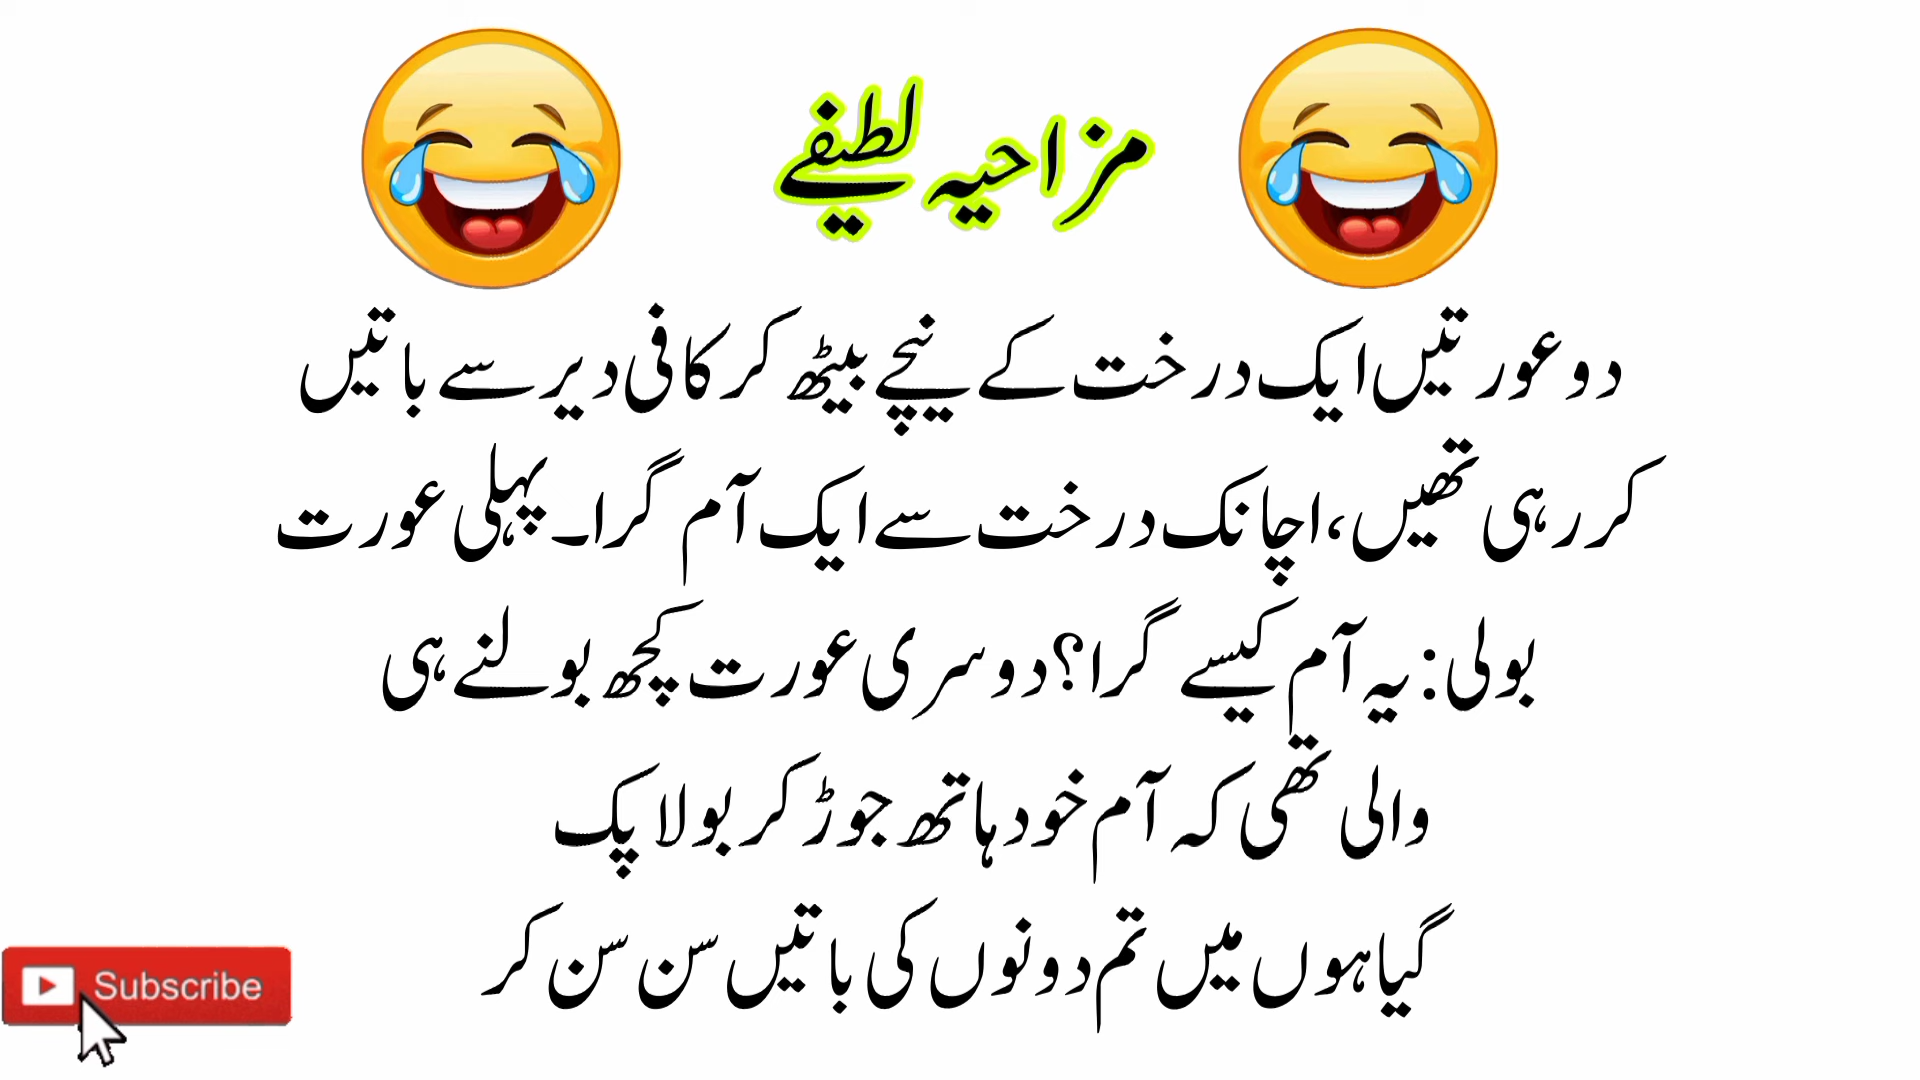 مزاحیہ لطیفے
دو عورتیں ایک درخت کے نیچے بیٹھ کر کافی دیر سے باتیں
کر رہی تھیں، اچانک درخت سے ایک آم گرا۔ پہلی عورت
بولی: یہ آم کیسے گرا؟ دوسری عورت کچھ بولنے ہی
والی تھی کہ آم خود ہاتھ جوڑ کر بولا پک
گیا ہوں میں تم دونوں کی باتیں سن سن کر
Subscribe